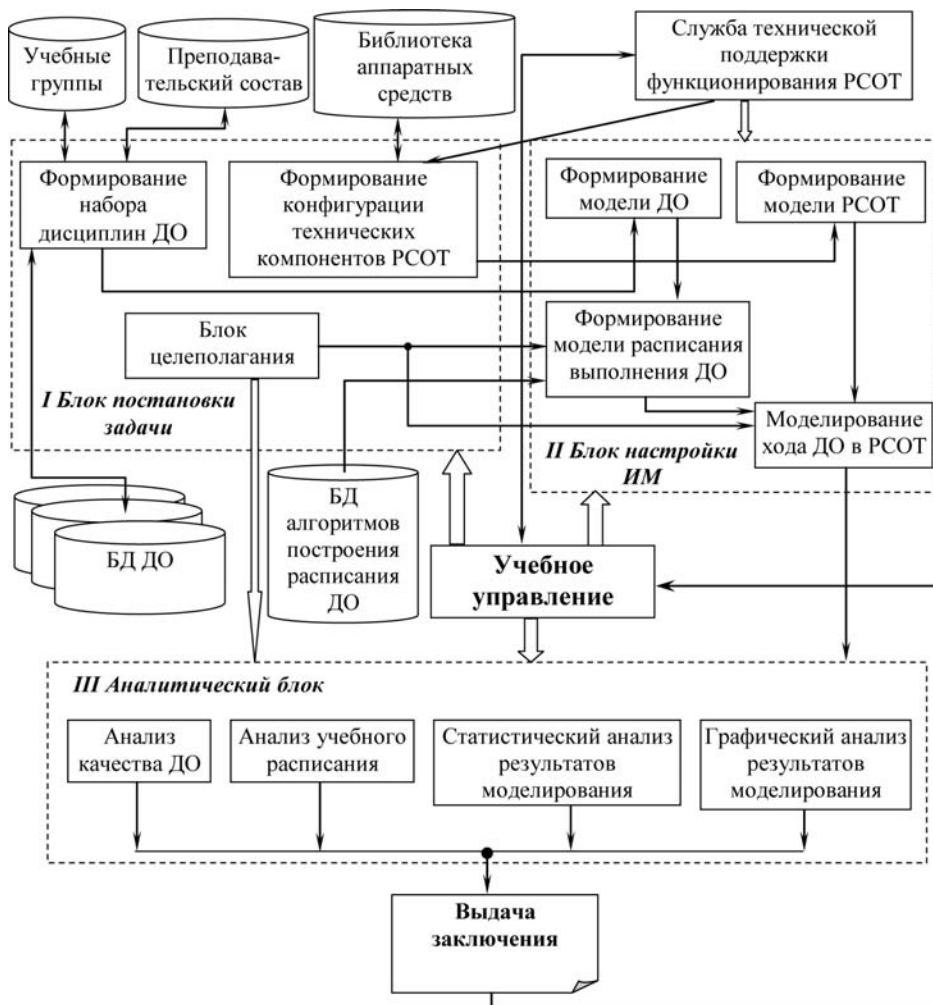 Учебные
группы
Преподава-
тельский состав
Библиотека
аппаратных
средств
Служба технической
поддержки
функционирования РСОТ
Формирование
набора
дисциплин ДО
Формирование
конфигурации
технических
компонентов РСОТ
Формирование
модели ДО
Формирование
модели РСОТ
Блок
целеполагания
Формирование
модели расписания
выполнения ДО
I Блок постановки
задачи
Моделирование
хода ДО в РСОТ
II Блок настройки
ИМ
БД ДО
БД
алгоритмов
построения
расписания
ДО
Учебное
управление
III Аналитический блок
Анализ
качества ДО
Анализ учебного
расписания
Статистический анализ
результатов
моделирования
Графический анализ
результатов
моделирования
Выдача
заключения